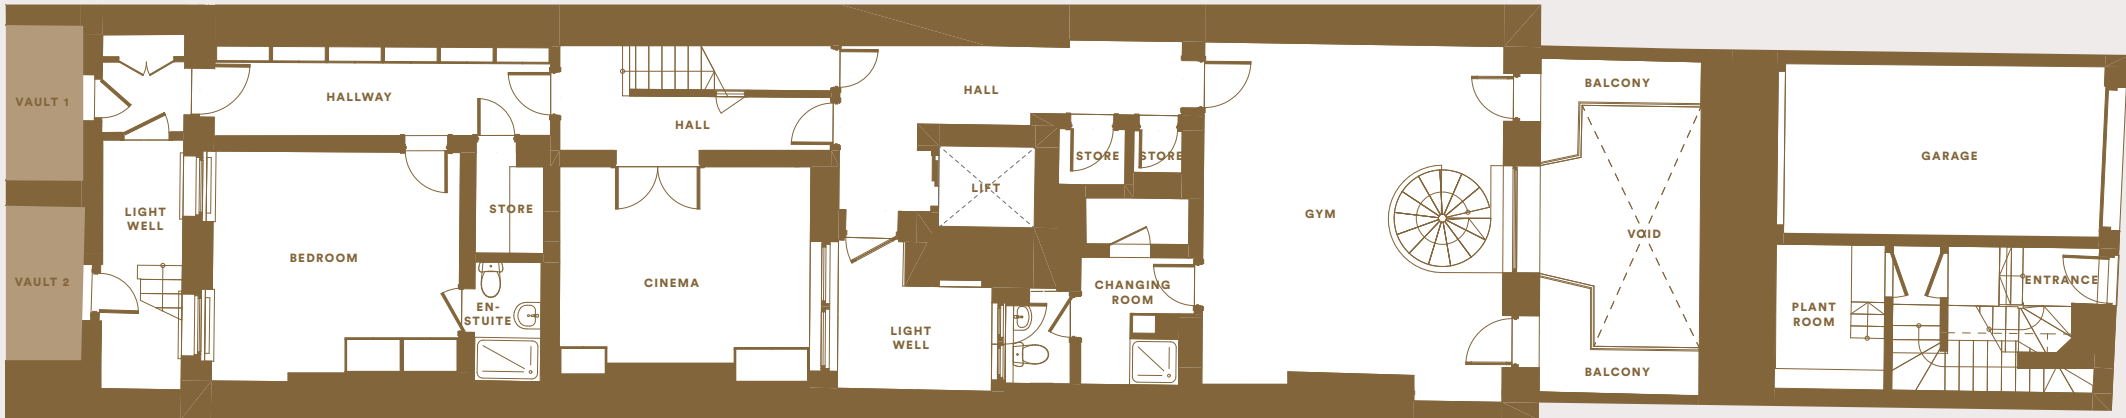 VAULT 1
HALLWAY
HALL
HALL
BALCONY
GARAGE
STORE
STORE
LIFT
LIGHT
WELL
STORE
GYM
VOID
BEDROOM
CINEMA
VAULT 2
EN-
STUITE
CHANGING
ROOM
ENTRANCE
LIGHT
WELL
PLANT
ROOM
BALCONY